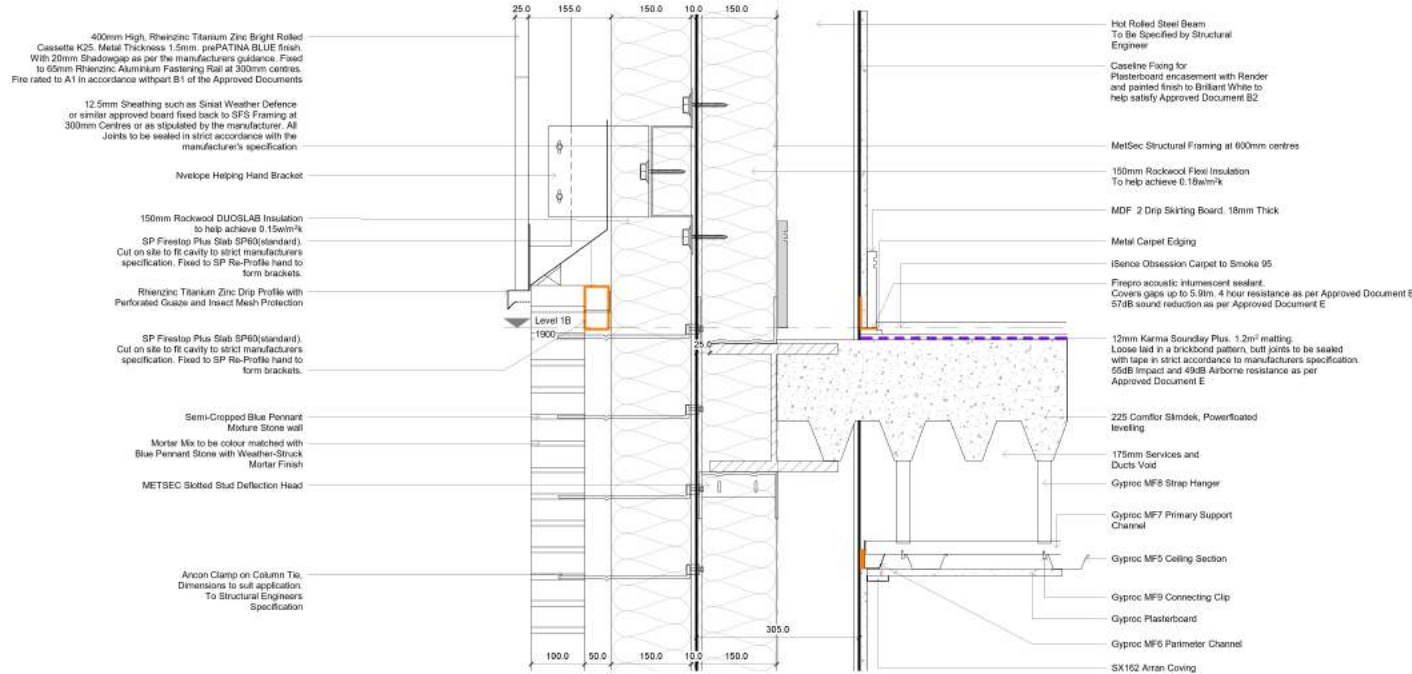 25.0
155.0
150.0
10.0
150.0
400mm High, Rheinzinc Titanium Zinc Bright Rolled
Cassette K25. Metal Thickness 1.5mm. prePATINA BLUE finish.
With 20mm Shadowgap as per the manufacturers guidance. Fixed
to 65mm Rhienzinc Aluminium Fastening Rail at 300mm centres.
Fire rated to A1 in accordance withpart B1 of the Approved Documents
12.5mm Sheathing such as Siniat Weather Defence
or similar approved board fixed back to SFS Framing at
300mm Centres or as stipulated by the manufacturer. All
Joints to be sealed in strict accordance with the
manufacturer's specification
Nvelope Helping Hand Bracket
150mm Rockwool DUOSLAB Insulation
to help achieve 0.15w/m²k
SP Firestop Plus Slab SP60(standard).
Cut on site to fit cavity to strict manufacturers
specification. Fixed to SP Re-Profile hand to
form brackets.
Rhienzinc Titanium Zinc Drip Profile with
Perforated Guaze and Insect Mesh Protection
SP Firestop Plus Slab SP60(standard).
Cut on site to fit cavity to strict manufacturers
specification. Fixed to SP Re-Profile hand to
form brackets.
Semi-Cropped Blue Pennant
Mixture Stone wall
Mortar Mix to be colour matched with
Blue Pennant Stone with Weather-Struck
Mortar Finish
METSEC Slotted Stud Deflection Head
Ancon Clamp on Column Tie,
Dimensions to suit application.
To Structural Engineers
Specification
Level 1B
1900
25.0
305.0
100.0
50.0
150.0
10.0
150.0
Hot Rolled Steel Beam
To Be Specified by Structural
Engineer
Caseline Fixing for
Plasterboard encasement with Render
and painted finish to Brilliant White to
help satisfy Approved Document B2
MetSec Structural Framing at 600mm centres
150mm Rockwool Flexi Insulation
To help achieve 0.18w/m²k
MDF 2 Drip Skirting Board. 18mm Thick
Metal Carpet Edging
iSence Obsession Carpet to Smoke 95
Firepro acoustic intumescent sealant.
Covers gaps up to 5.9lm. 4 hour resistance as per Approved Document B
57dB sound reduction as per Approved Document E
12mm Karma Soundlay Plus. 1.2m² matting.
Loose laid in a brickbond pattern, butt joints to be sealed
with tape in strict accordance to manufacturers specification.
55dB Impact and 49dB Airborne resistance as per
Approved Document E
225 Comflor Slimdek, Powerfloated
levelling
175mm Services and
Ducts Void
Gyproc MF8 Strap Hanger
Gyproc MF7 Primary Support
Channel
Gyproc MF5 Ceiling Section
Gyproc MF9 Connecting Clip
Gyproc Plasterboard
Gyproc MF6 Parimeter Channel
SX162 Arran Coving